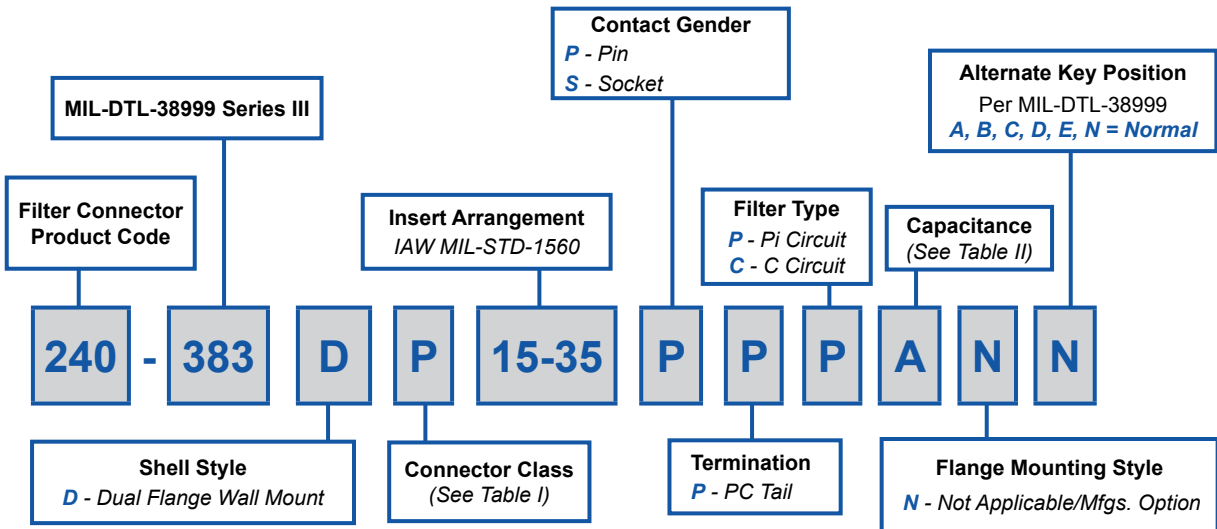 Contact Gender
P - Pin
S - Socket
Alternate Key Position
Per MIL-DTL-38999
A, B, C, D, E, N = Normal
MIL-DTL-38999 Series III
Filter Connector
Product Code
Insert Arrangement
IAW MIL-STD-1560
Filter Type
P - Pi Circuit
C - C Circuit
Capacitance
(See Table II)
240 - 383 D P 15-35 P P P A N N
Shell Style
D - Dual Flange Wall Mount
Connector Class
(See Table I)
Termination
P - PC Tail
Flange Mounting Style
N - Not Applicable/Mfgs. Option